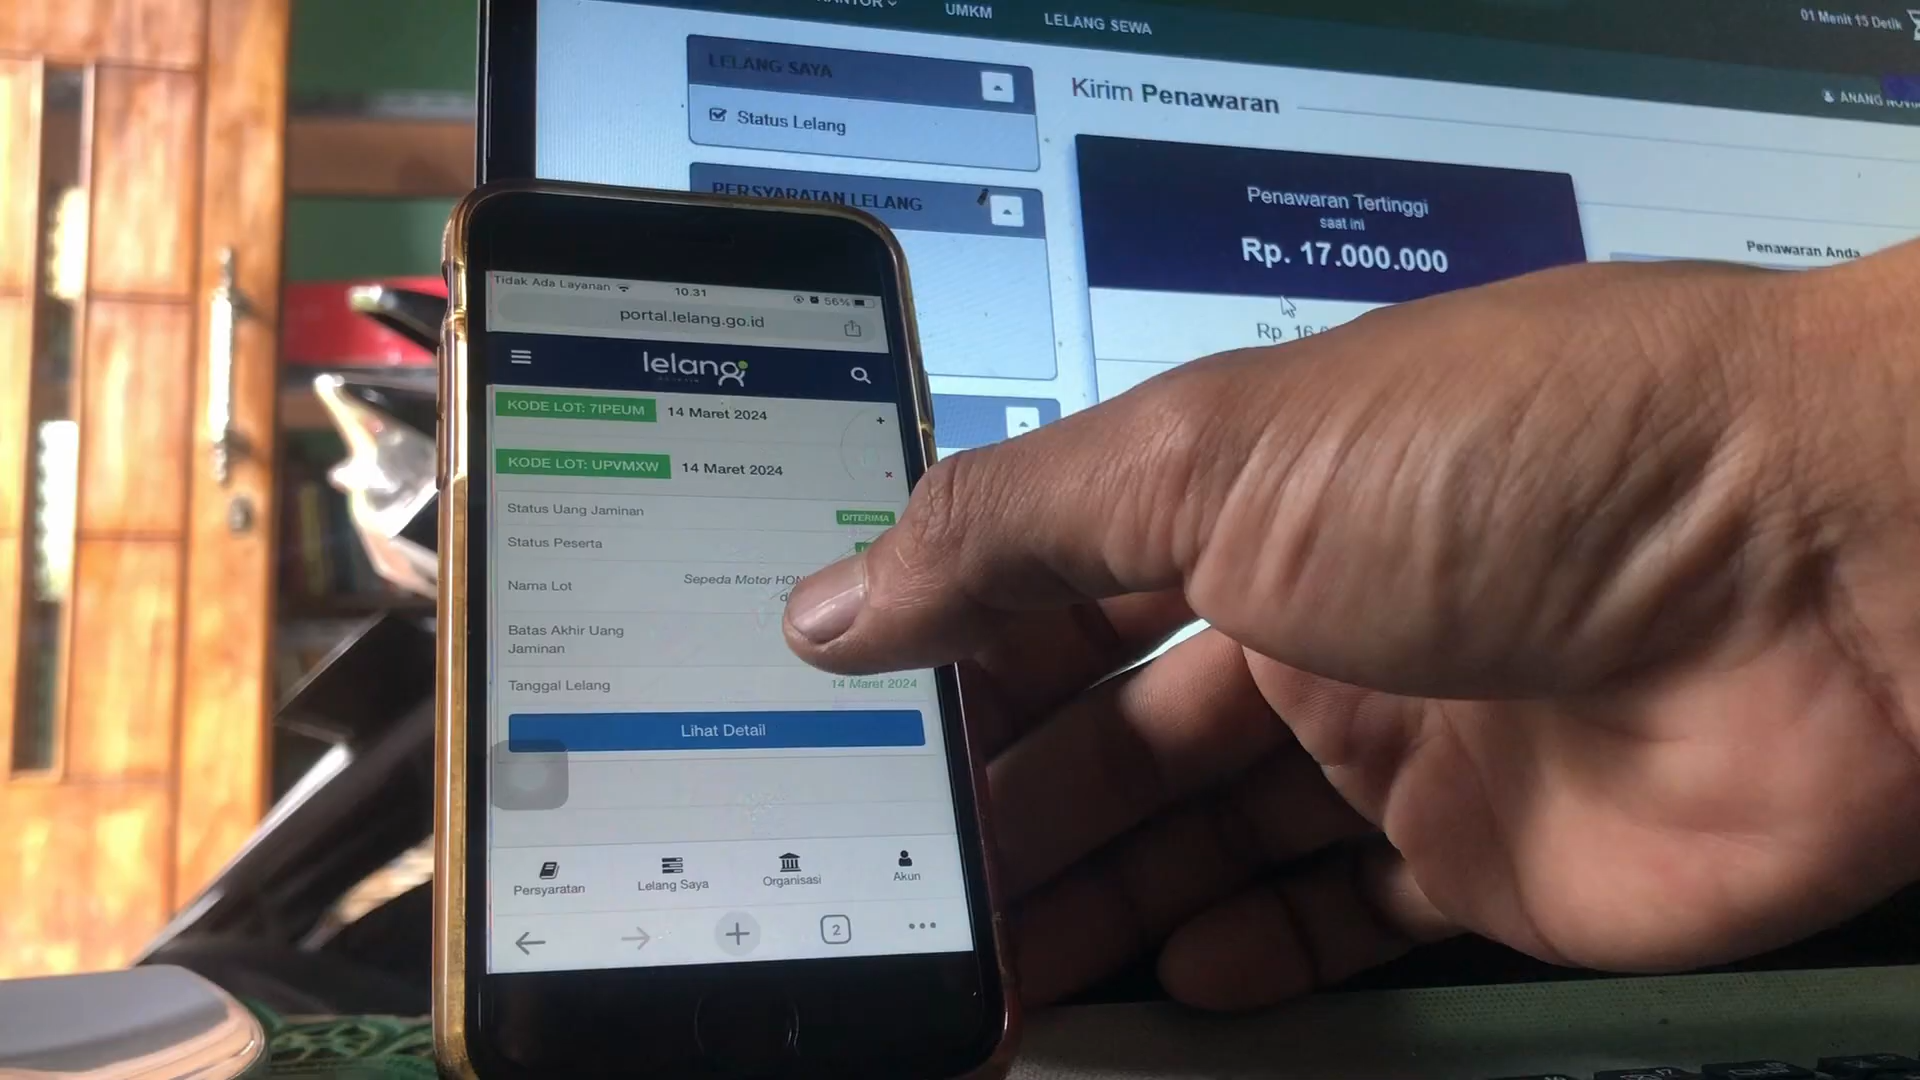 UMKM
LELANG SEWA
01 Menit 15 Detik
LELANG SAYA
Status Lelang
PERSYARATAN LELANG
Kirim Penawaran
ANANG
Penawaran Tertinggi
saat ini
Rp. 17.000.000
Penawaran Anda
Rp 16
Tidak Ada Layanan
10.31
56%
portal.lelang.go.id
lelang
KODE LOT: 7IPEUM
14 Maret 2024
KODE LOT: UPVMXW
14 Maret 2024
Status Uang Jaminan
DITERIMA
Status Peserta
Nama Lot
Sepeda Motor
Batas Akhir Uang
Jaminan
Tanggal Lelang
14 Maret 2024
Lihat Detail
Persyaratan
Lelang Saya
Organisasi
Akun
2